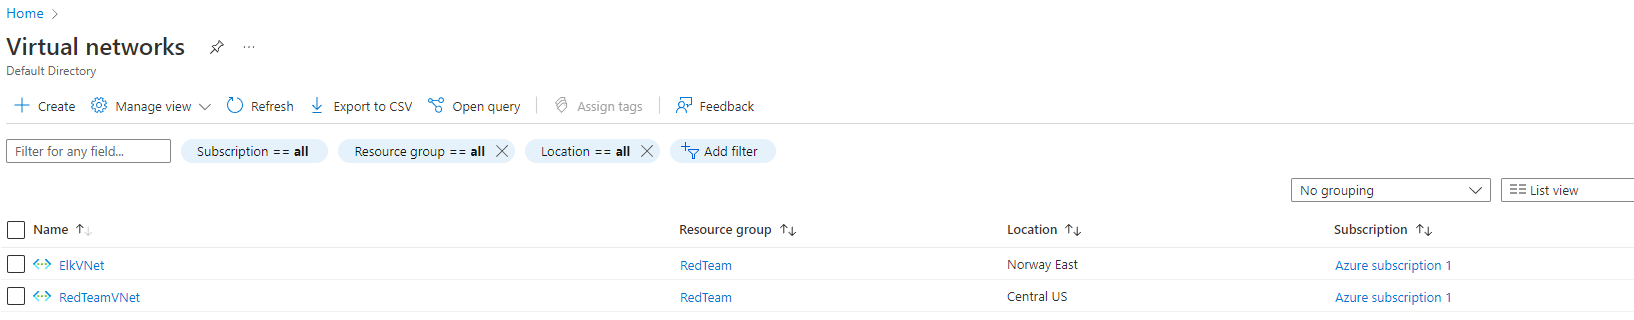 Home
Virtual networks
Default Directory
Create Manage view Refresh Export to CSV Open query Assign tags Feedback
Filter for any field... Subscription == all Resource group == all Location == all Add filter
No grouping List view
Name Resource group Location Subscription
ElkVNet RedTeam Norway East Azure subscription 1
RedTeamVNet RedTeam Central US Azure subscription 1